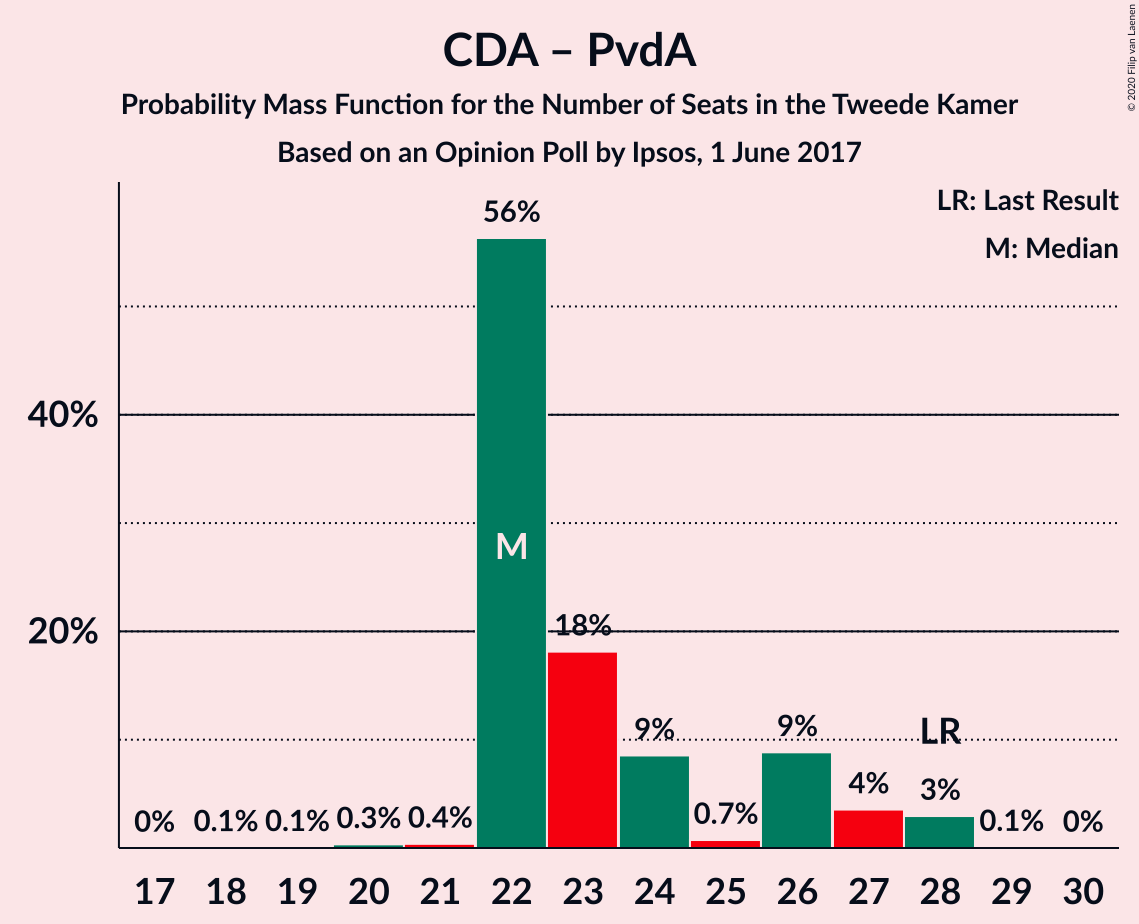 CDA – PvdA
Probability Mass Function for the Number of Seats in the Tweede Kamer
Based on an Opinion Poll by Ipsos, 1 June 2017
© 2020 Filip van Laenen
LR: Last Result
M: Median
56%
40%
M
18%
20%
9%
9%
LR
4%
3%
0%
0.1%
0.1%
0.3%
0.4%
0.7%
0.1%
0%
17 18 19 20 21 22 23 24 25 26 27 28 29 30